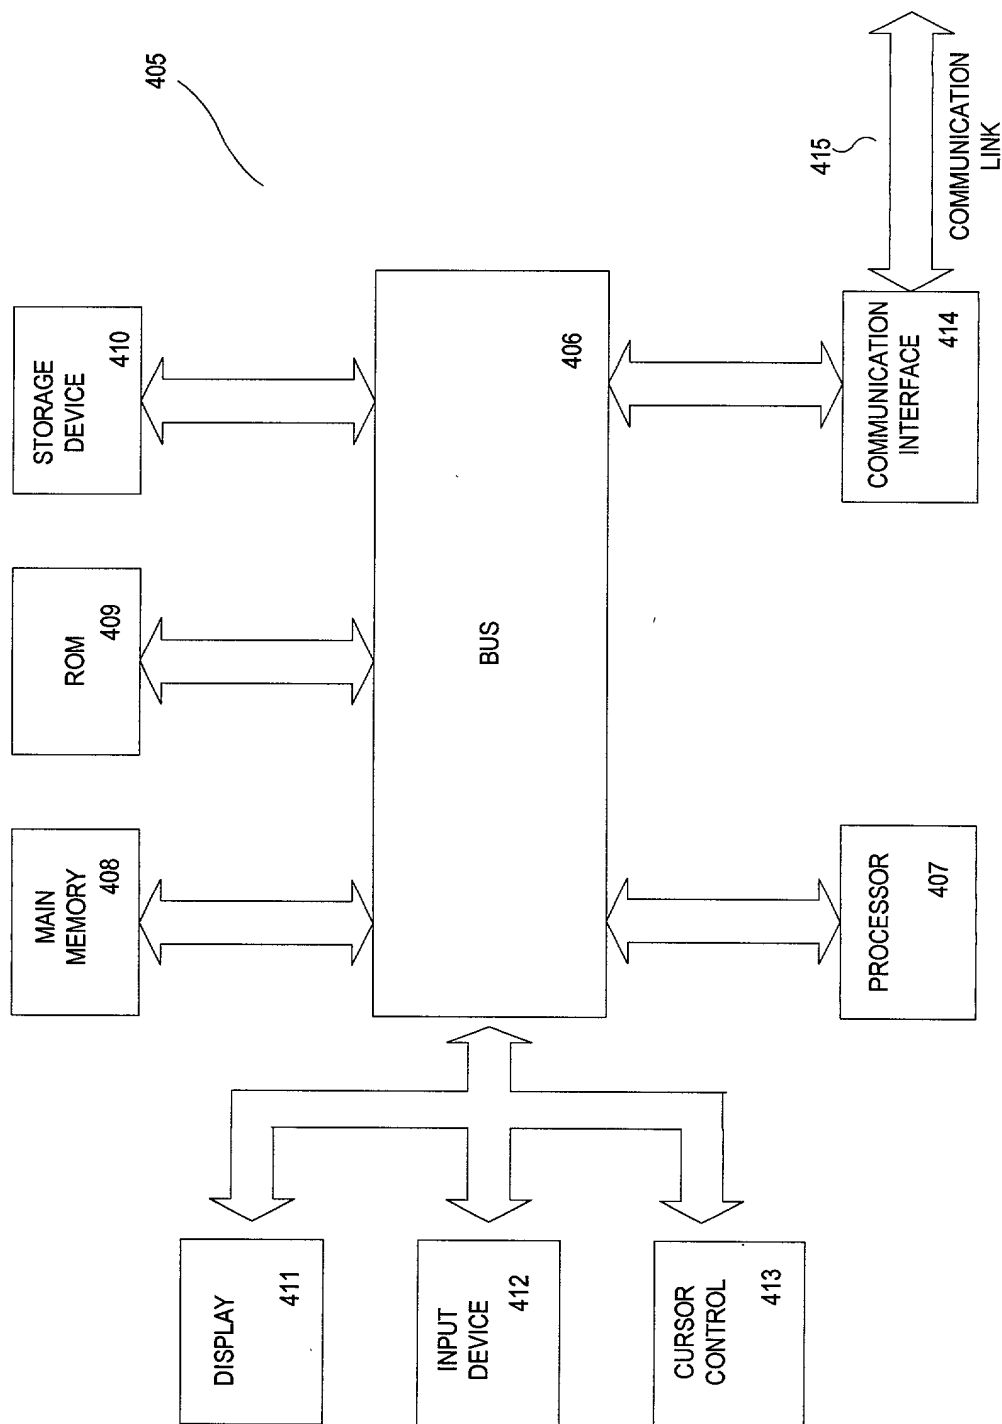 405
MAIN
MEMORY
408
ROM
409
STORAGE
DEVICE
410
DISPLAY
411
INPUT
DEVICE
412
CURSOR
CONTROL
413
BUS
406
PROCESSOR
407
COMMUNICATION
INTERFACE
414
415
COMMUNICATION
LINK